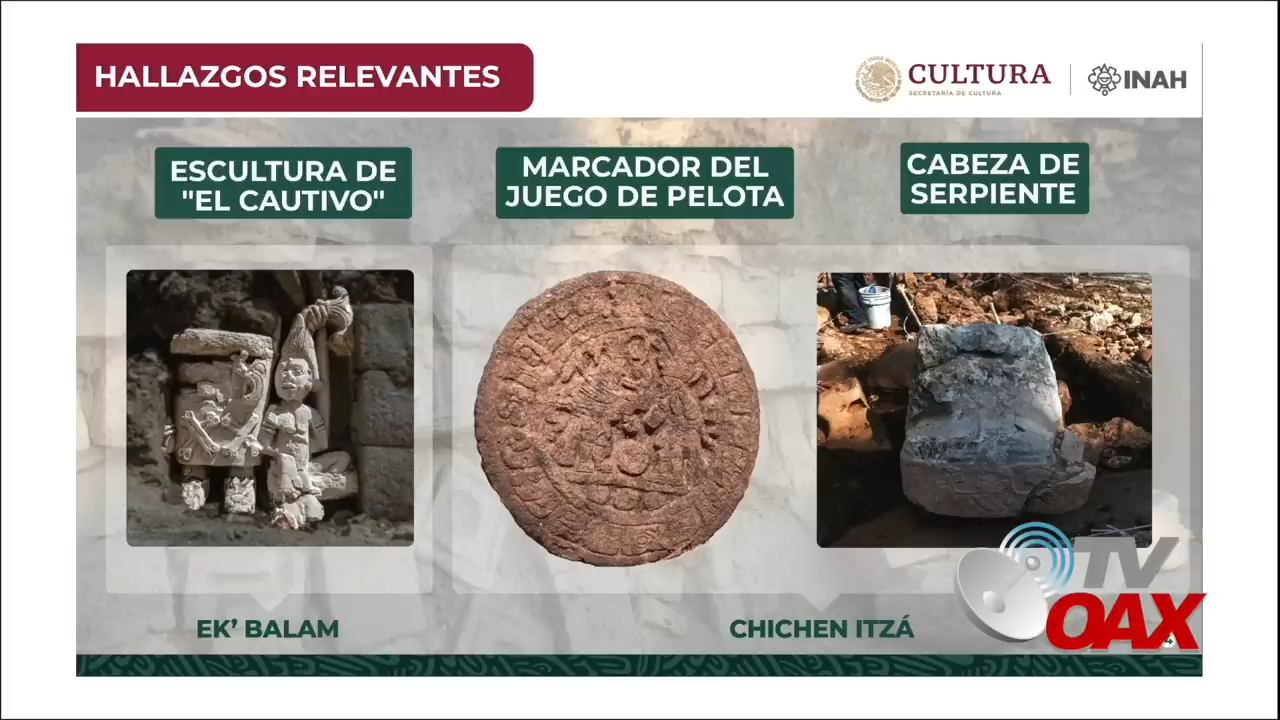 HALLAZGOS RELEVANTES
CULTURA
SECRETARÍA DE CULTURA
INAH
ESCULTURA DE
"EL CAUTIVO"
MARCADOR DEL
JUEGO DE PELOTA
CABEZA DE
SERPIENTE
EK’ BALAM
CHICHEN ITZÁ
TV
OAX